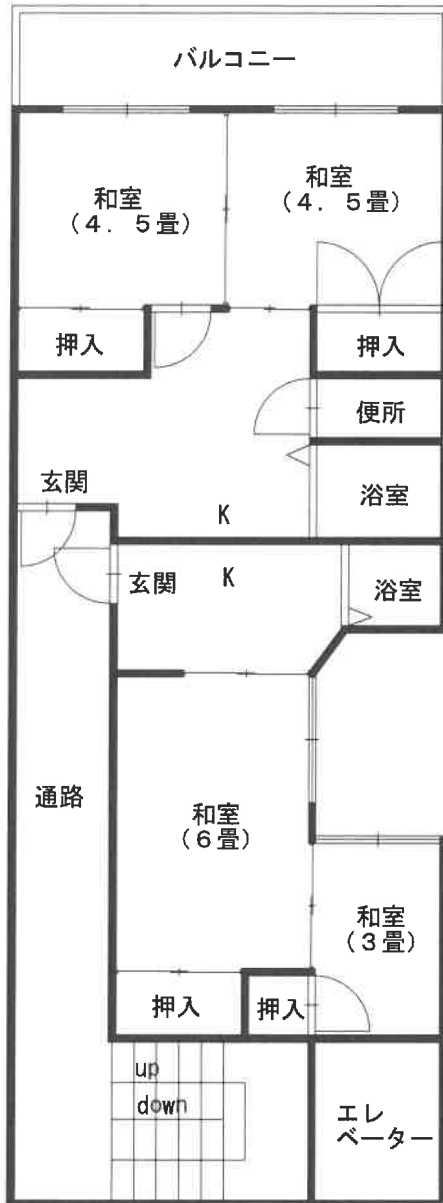 バルコニー
和室
（4．5畳）
和室
（4．5畳）
押入
押入
便所
玄関
K
浴室
玄関
K
浴室
通路
和室
（6畳）
和室
（3畳）
押入
押入
up
down
エレ
ベーター